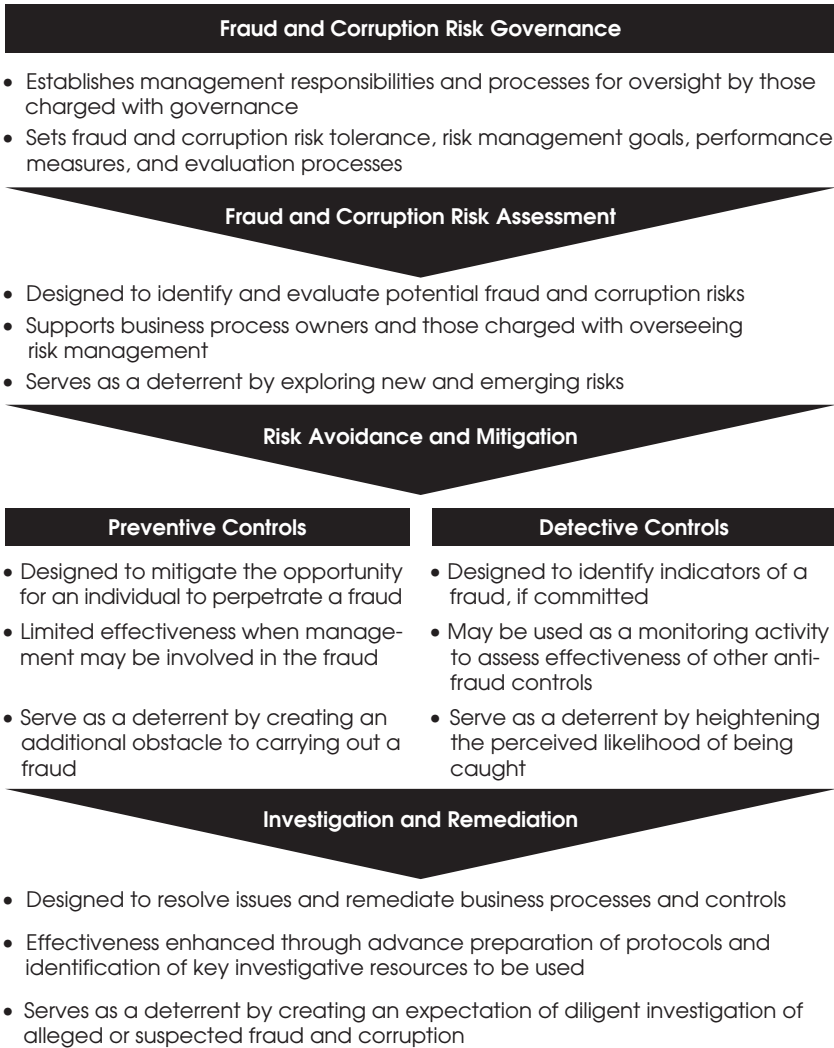 Fraud and Corruption Risk Governance
• Establishes management responsibilities and processes for oversight by those
charged with governance
• Sets fraud and corruption risk tolerance, risk management goals, performance
measures, and evaluation processes
Fraud and Corruption Risk Assessment
• Designed to identify and evaluate potential fraud and corruption risks
• Supports business process owners and those charged with overseeing
risk management
• Serves as a deterrent by exploring new and emerging risks
Risk Avoidance and Mitigation
Preventive Controls
• Designed to mitigate the opportunity
for an individual to perpetrate a fraud
• Limited effectiveness when manage-
ment may be involved in the fraud
• Serve as a deterrent by creating an
additional obstacle to carrying out a
fraud
Detective Controls
• Designed to identify indicators of a
fraud, if committed
• May be used as a monitoring activity
to assess effectiveness of other anti-
fraud controls
• Serve as a deterrent by heightening
the perceived likelihood of being
caught
Investigation and Remediation
• Designed to resolve issues and remediate business processes and controls
• Effectiveness enhanced through advance preparation of protocols and
identification of key investigative resources to be used
• Serves as a deterrent by creating an expectation of diligent investigation of
alleged or suspected fraud and corruption